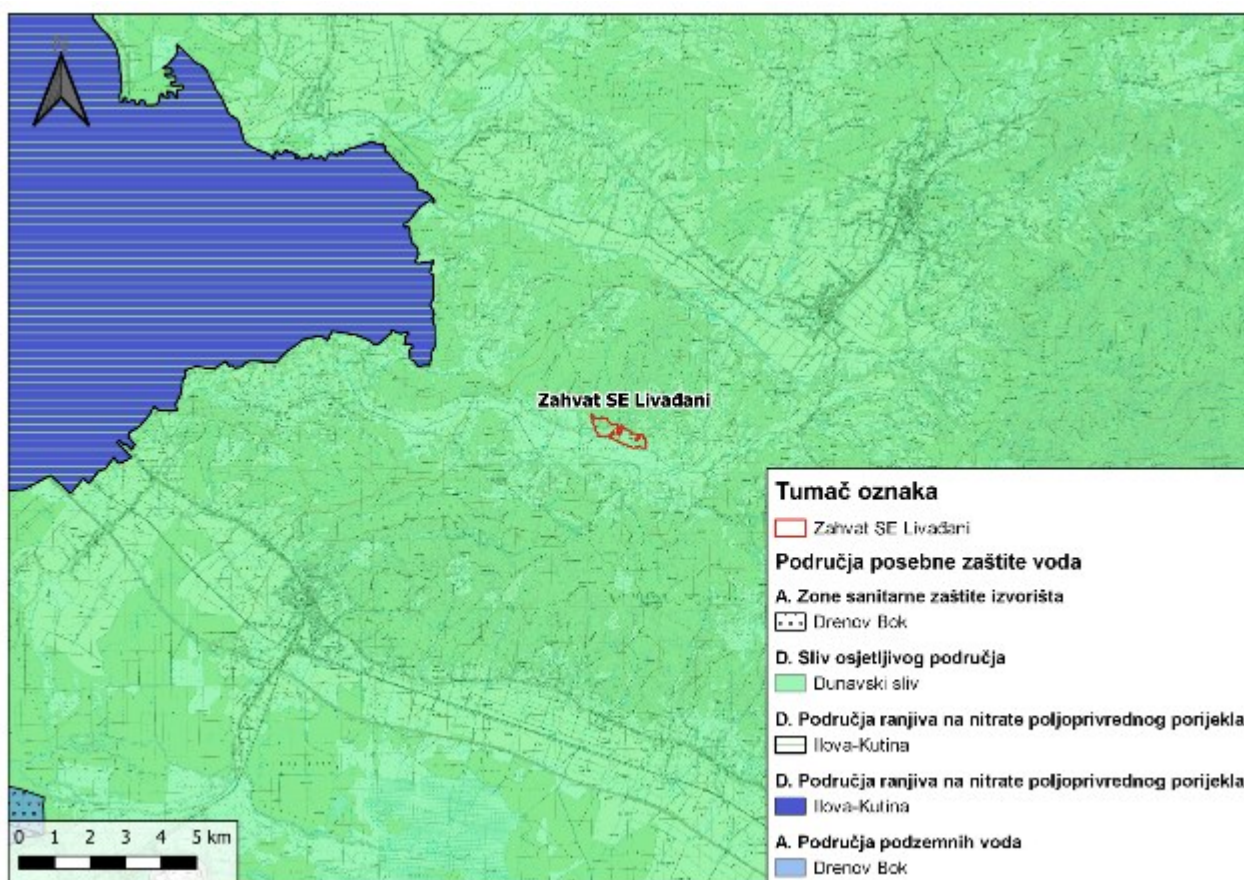 N
Zahvat SE Livađani
Tumač oznaka
Zahvat SE Livađani
Područja posebne zaštite voda
A. Zone sanitarne zaštite izvorišta
Drenov Bok
D. Sliv osjetljivog područja
Dunavski sliv
D. Područja ranjiva na nitrate poljoprivrednog porijekla
Ilova-Kutina
D. Područja ranjiva na nitrate poljoprivrednog porijekla
Ilova-Kutina
A. Područja podzemnih voda
Drenov Bok
0 1 2 3 4 5 km